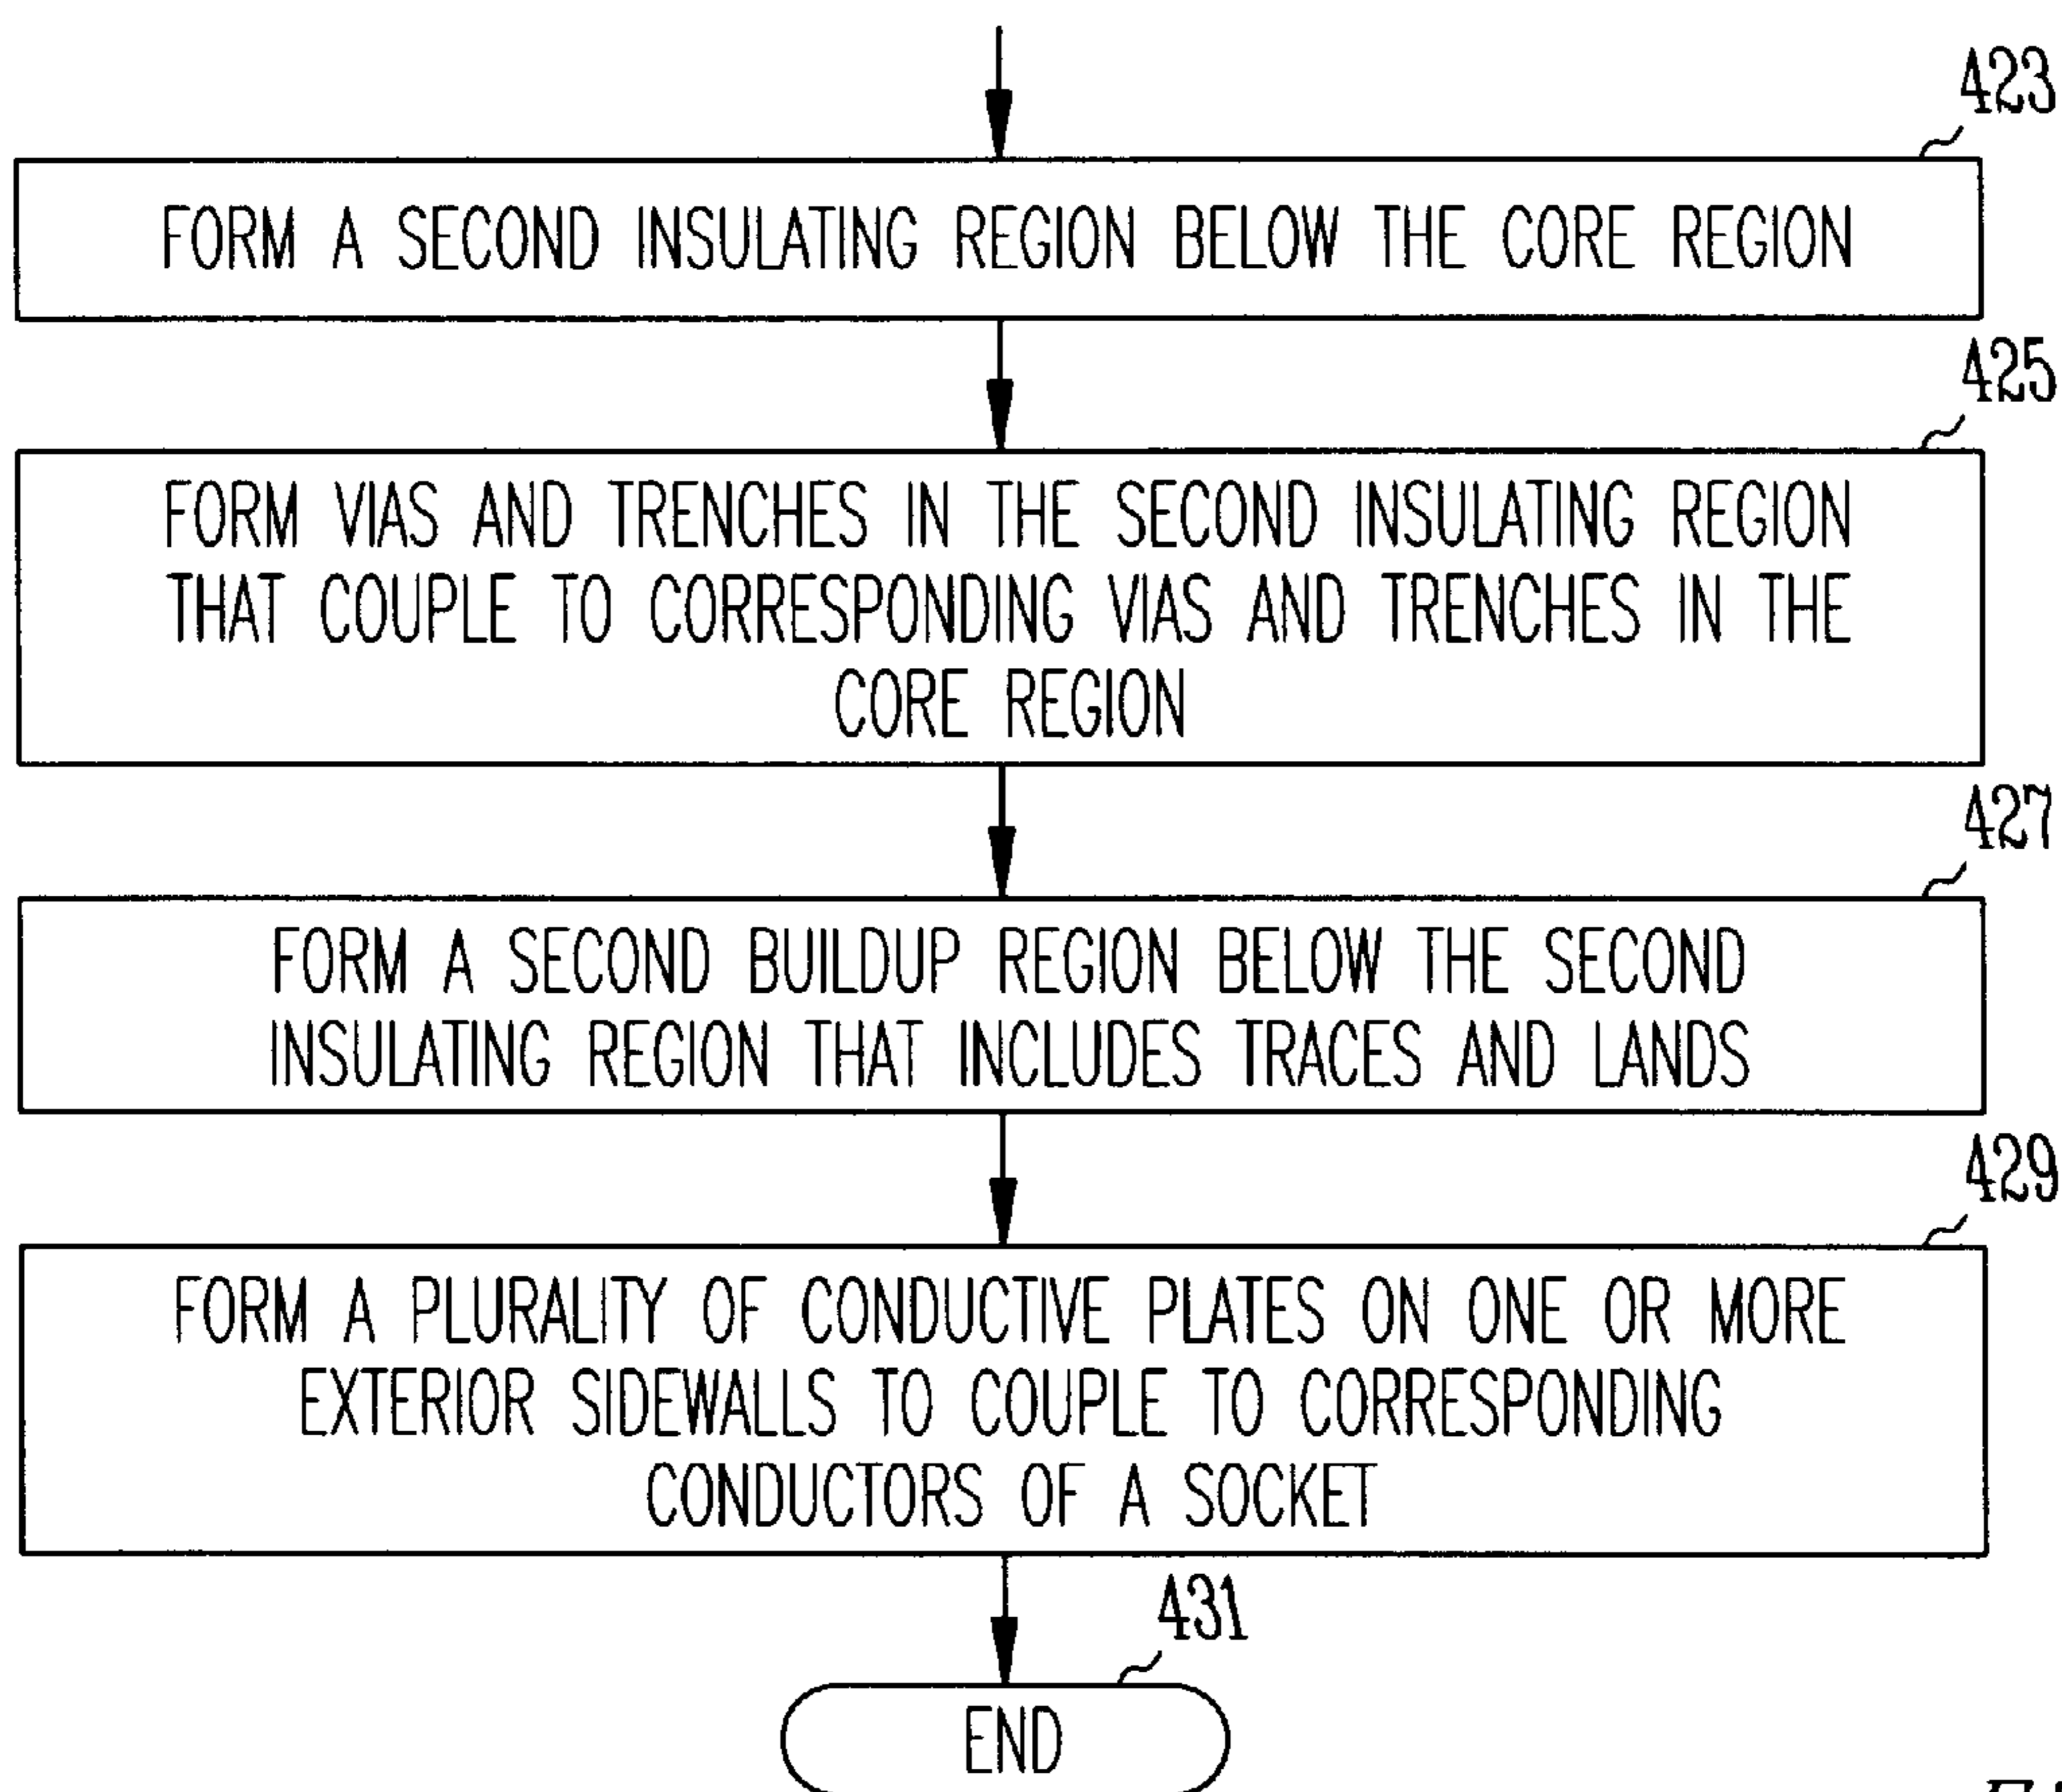 423
FORM A SECOND INSULATING REGION BELOW THE CORE REGION
425
FORM VIAS AND TRENCHES IN THE SECOND INSULATING REGION
THAT COUPLE TO CORRESPONDING VIAS AND TRENCHES IN THE
CORE REGION
427
FORM A SECOND BUILDUP REGION BELOW THE SECOND
INSULATING REGION THAT INCLUDES TRACES AND LANDS
429
FORM A PLURALITY OF CONDUCTIVE PLATES ON ONE OR MORE
EXTERIOR SIDEWALLS TO COUPLE TO CORRESPONDING
CONDUCTORS OF A SOCKET
431
END